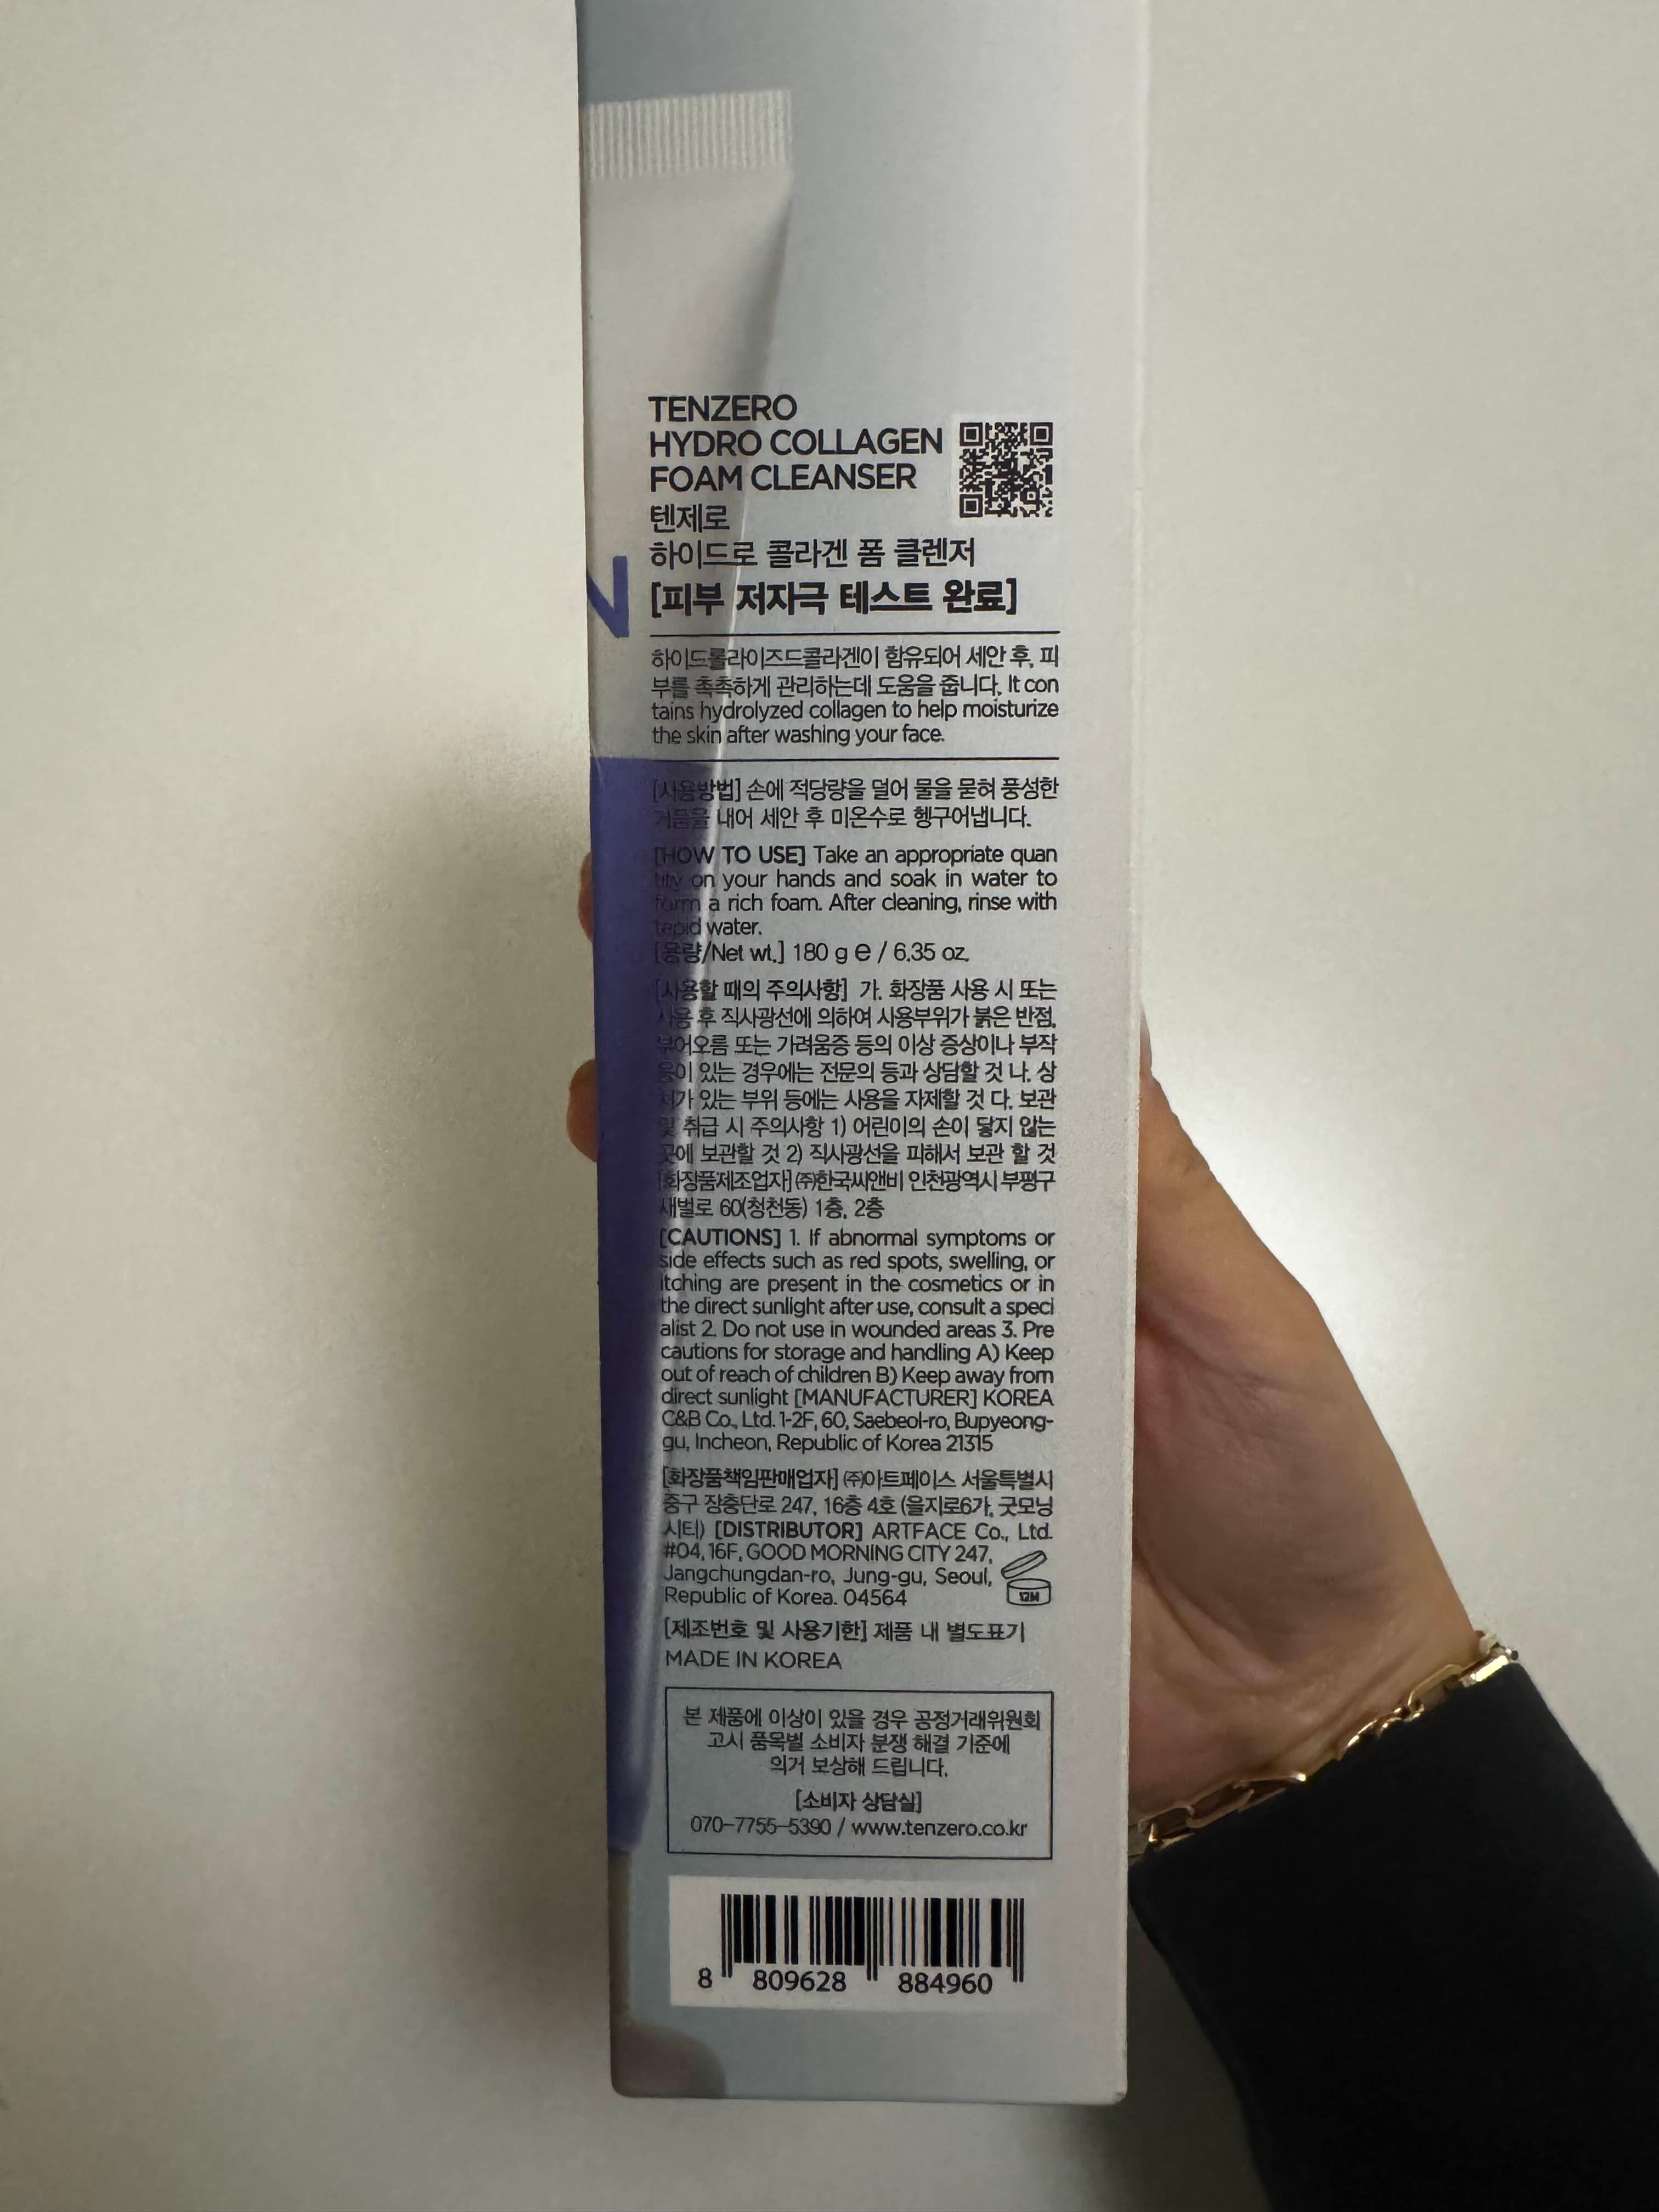 TENZERO
HYDRO COLLAGEN
FOAM CLEANSER
텐제로
하이드로 콜라겐 폼 클렌저
[피부 저자극 테스트 완료]
N
하이드롤라이즈드콜라겐이 함유되어 세안 후, 피
부를 촉촉하게 관리하는데 도움을 줍니다. It con
tains hydrolyzed collagen to help moisturize
the skin after washing your face.
[사용방법] 손에 적당량을 덜어 물을 묻혀 풍성한
거품을 내어 세안 후 미온수로 헹구어냅니다.
[HOW TO USE] Take an appropriate quan
tity on your hands and soak in water to
form a rich foam. After cleaning, rinse with
tepid water.
[용량/Net wt.] 180 g e / 6.35 oz.
[사용할 때의 주의사항] 가. 화장품 사용 시 또는
사용 후 직사광선에 의하여 사용부위가 붉은 반점,
부어오름 또는 가려움증 등의 이상 증상이나 부작
용이 있는 경우에는 전문의 등과 상담할 것 나. 상
처가 있는 부위 등에는 사용을 자제할 것 다. 보관
및 취급 시 주의사항 1) 어린이의 손이 닿지 않는
곳에 보관할 것 2) 직사광선을 피해서 보관 할 것
[화장품제조업자] ㈜한국씨앤비 인천광역시 부평구
새벌로 60(청천동) 1층, 2층
[CAUTIONS] 1. If abnormal symptoms or
side effects such as red spots, swelling, or
itching are present in the cosmetics or in
the direct sunlight after use, consult a speci
alist 2. Do not use in wounded areas 3. Pre
cautions for storage and handling A) Keep
out of reach of children B) Keep away from
direct sunlight [MANUFACTURER] KOREA
C&B Co., Ltd. 1-2F, 60, Saebeol-ro, Bupyeong-
gu, Incheon, Republic of Korea 21315
[화장품책임판매업자] ㈜아트페이스 서울특별시
중구 장충단로 247, 16층 4호 (을지로6가, 굿모닝
시티) [DISTRIBUTOR] ARTFACE Co., Ltd.
#04, 16F, GOOD MORNING CITY 247,
Jangchungdan-ro, Jung-gu, Seoul,
Republic of Korea. 04564
12M
[제조번호 및 사용기한] 제품 내 별도표기
MADE IN KOREA
본 제품에 이상이 있을 경우 공정거래위원회
고시 품목별 소비자 분쟁 해결 기준에
의거 보상해 드립니다.
[소비자 상담실]
070-7755-5390 / www.tenzero.co.kr
8 809628 884960